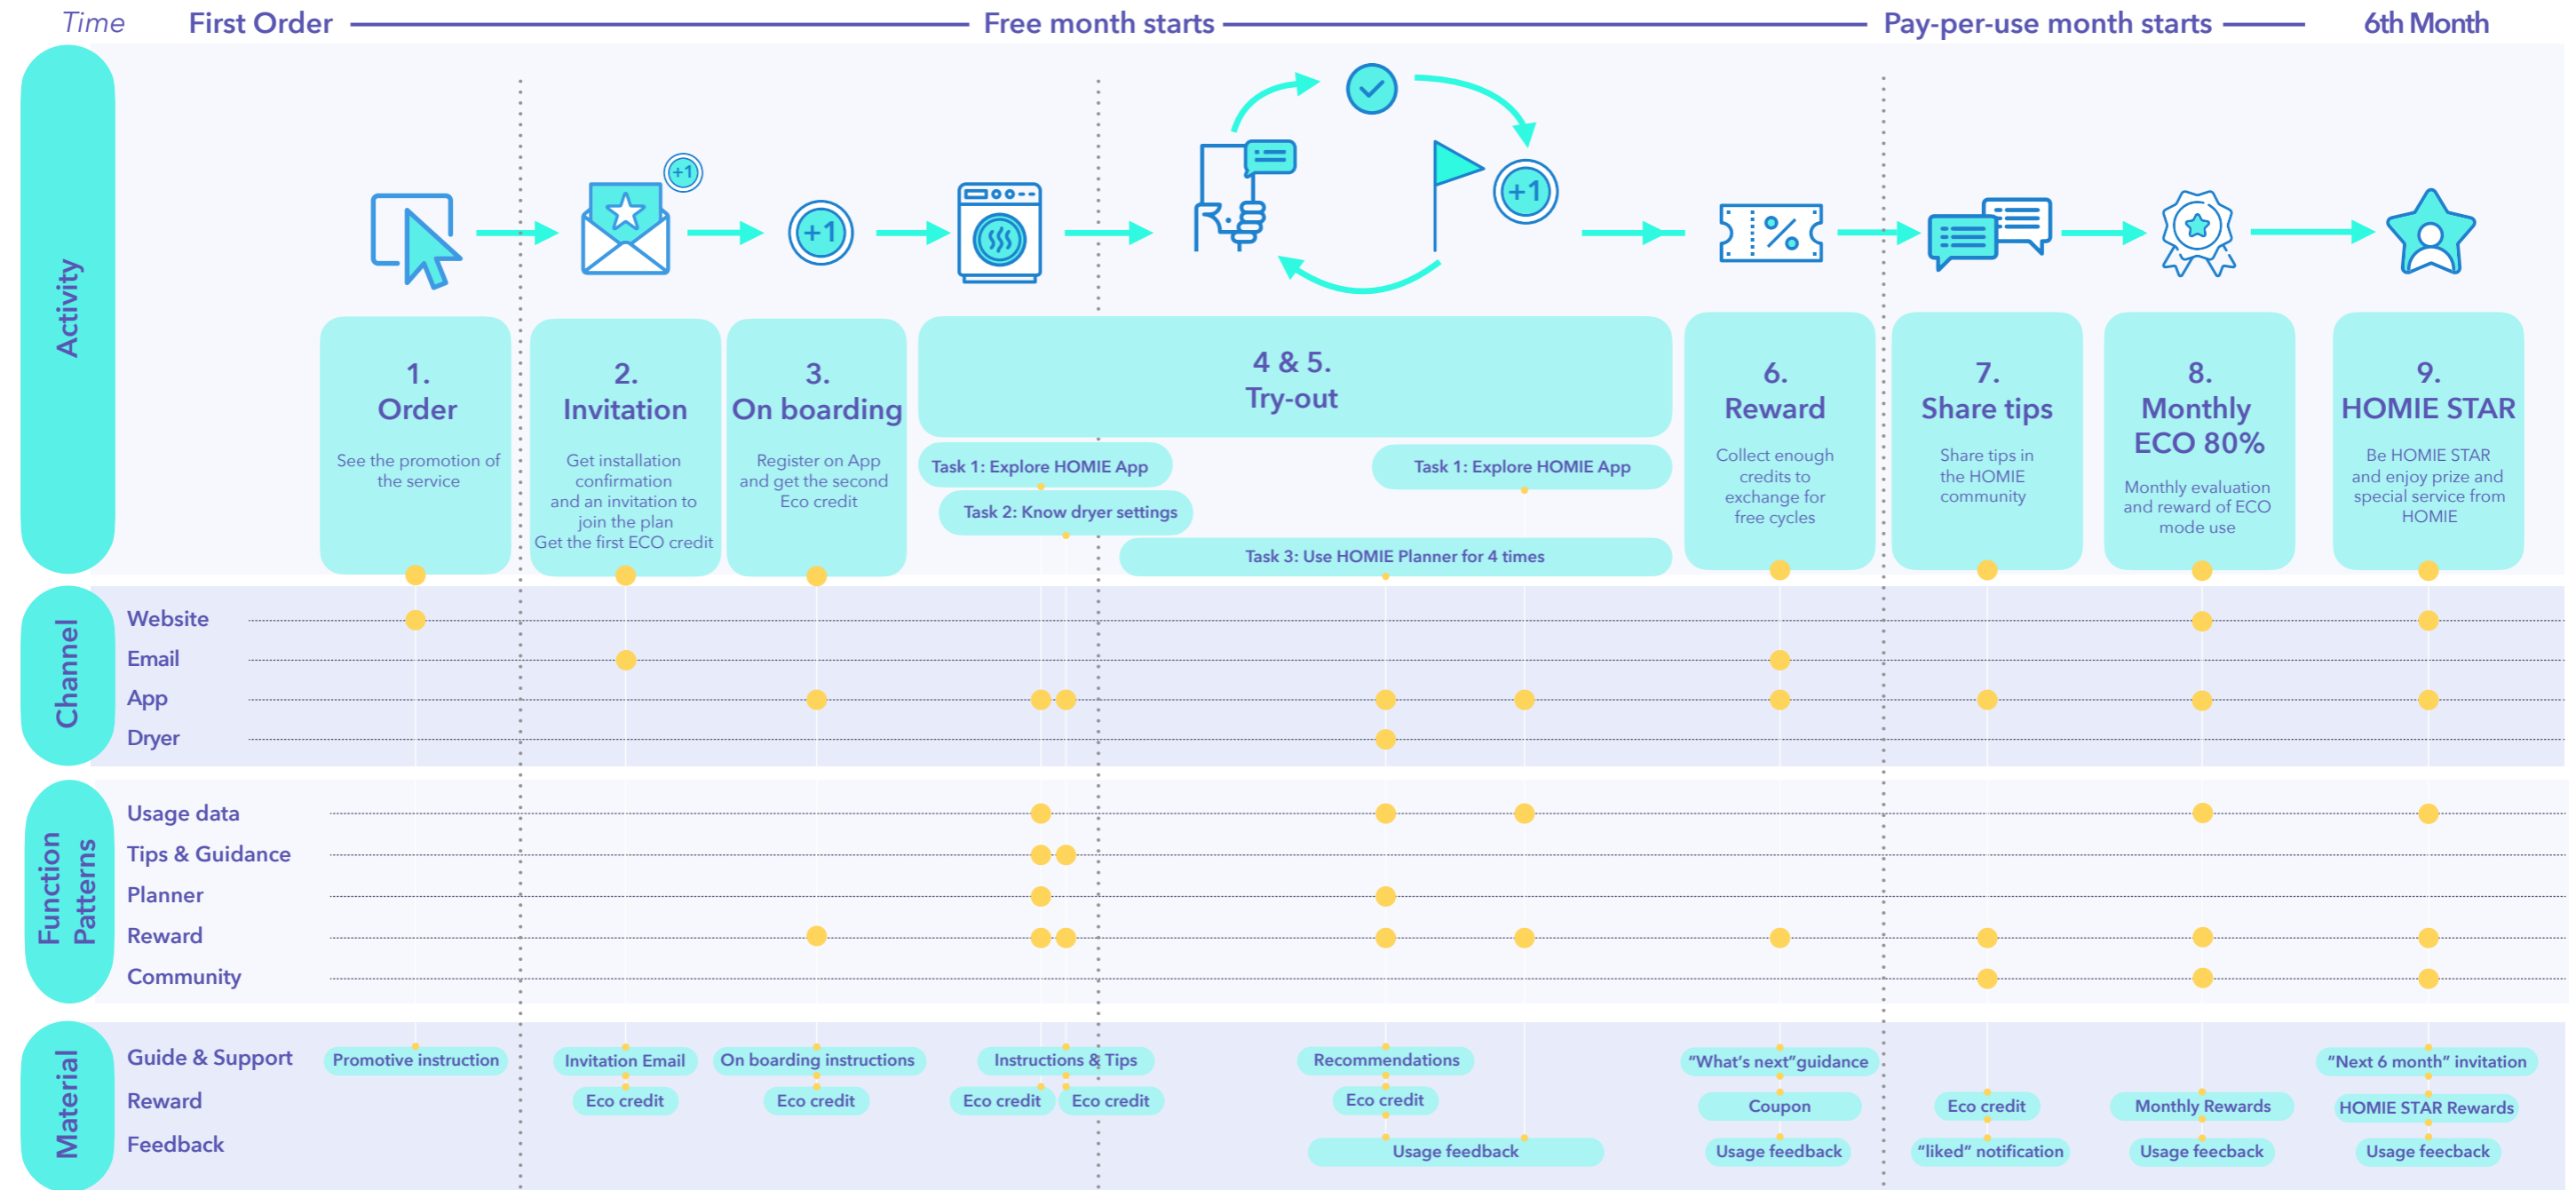 Time First Order Free month starts Pay-per-use month starts 6th Month
Activity
+1
+1
+1
1.
Order
See the promotion of
the service
2.
Invitation
Get installation
confirmation
and an invitation to
join the plan
Get the first ECO credit
3.
On boarding
Register on App
and get the second
Eco credit
4 & 5.
Try-out
Task 1: Explore HOMIE App
Task 2: Know dryer settings
Task 1: Explore HOMIE App
Task 3: Use HOMIE Planner for 4 times
6.
Reward
Collect enough
credits to
exchange for
free cycles
7.
Share tips
Share tips in
the HOMIE
community
8.
Monthly
ECO 80%
Monthly evaluation
and reward of ECO
mode use
9.
HOMIE STAR
Be HOMIE STAR
and enjoy prize and
special service from
HOMIE
Channel
Website
Email
App
Dryer
Function
Patterns
Usage data
Tips & Guidance
Planner
Reward
Community
Material
Guide & Support Promotive instruction Invitation Email On boarding instructions Instructions & Tips Recommendations “What’s next”guidance “Next 6 month” invitation
Reward Eco credit Eco credit Eco credit Eco credit Eco credit Coupon Eco credit Monthly Rewards HOMIE STAR Rewards
Feedback Usage feedback Usage feedback “liked” notification Usage feecback Usage feecback